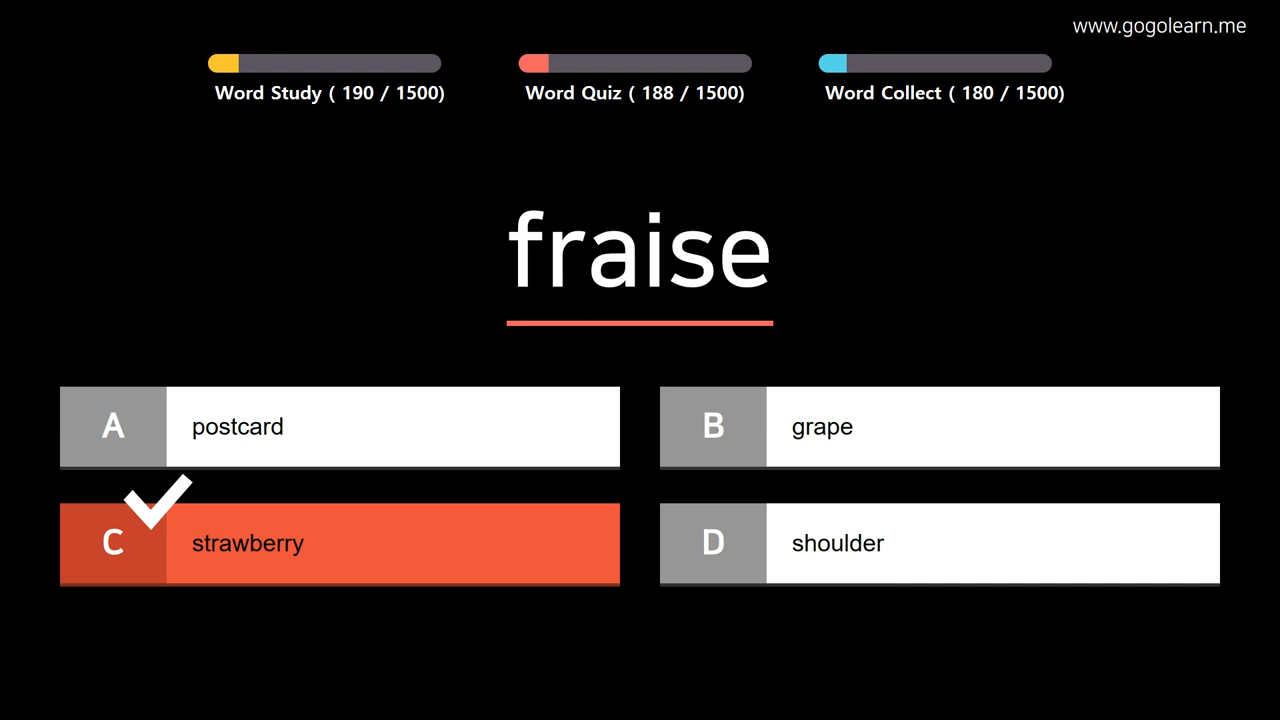 www.gogolearn.me
Word Study ( 190 / 1500)
Word Quiz ( 188 / 1500)
Word Collect ( 180 / 1500)
fraise
A postcard
B grape
C strawberry
D shoulder